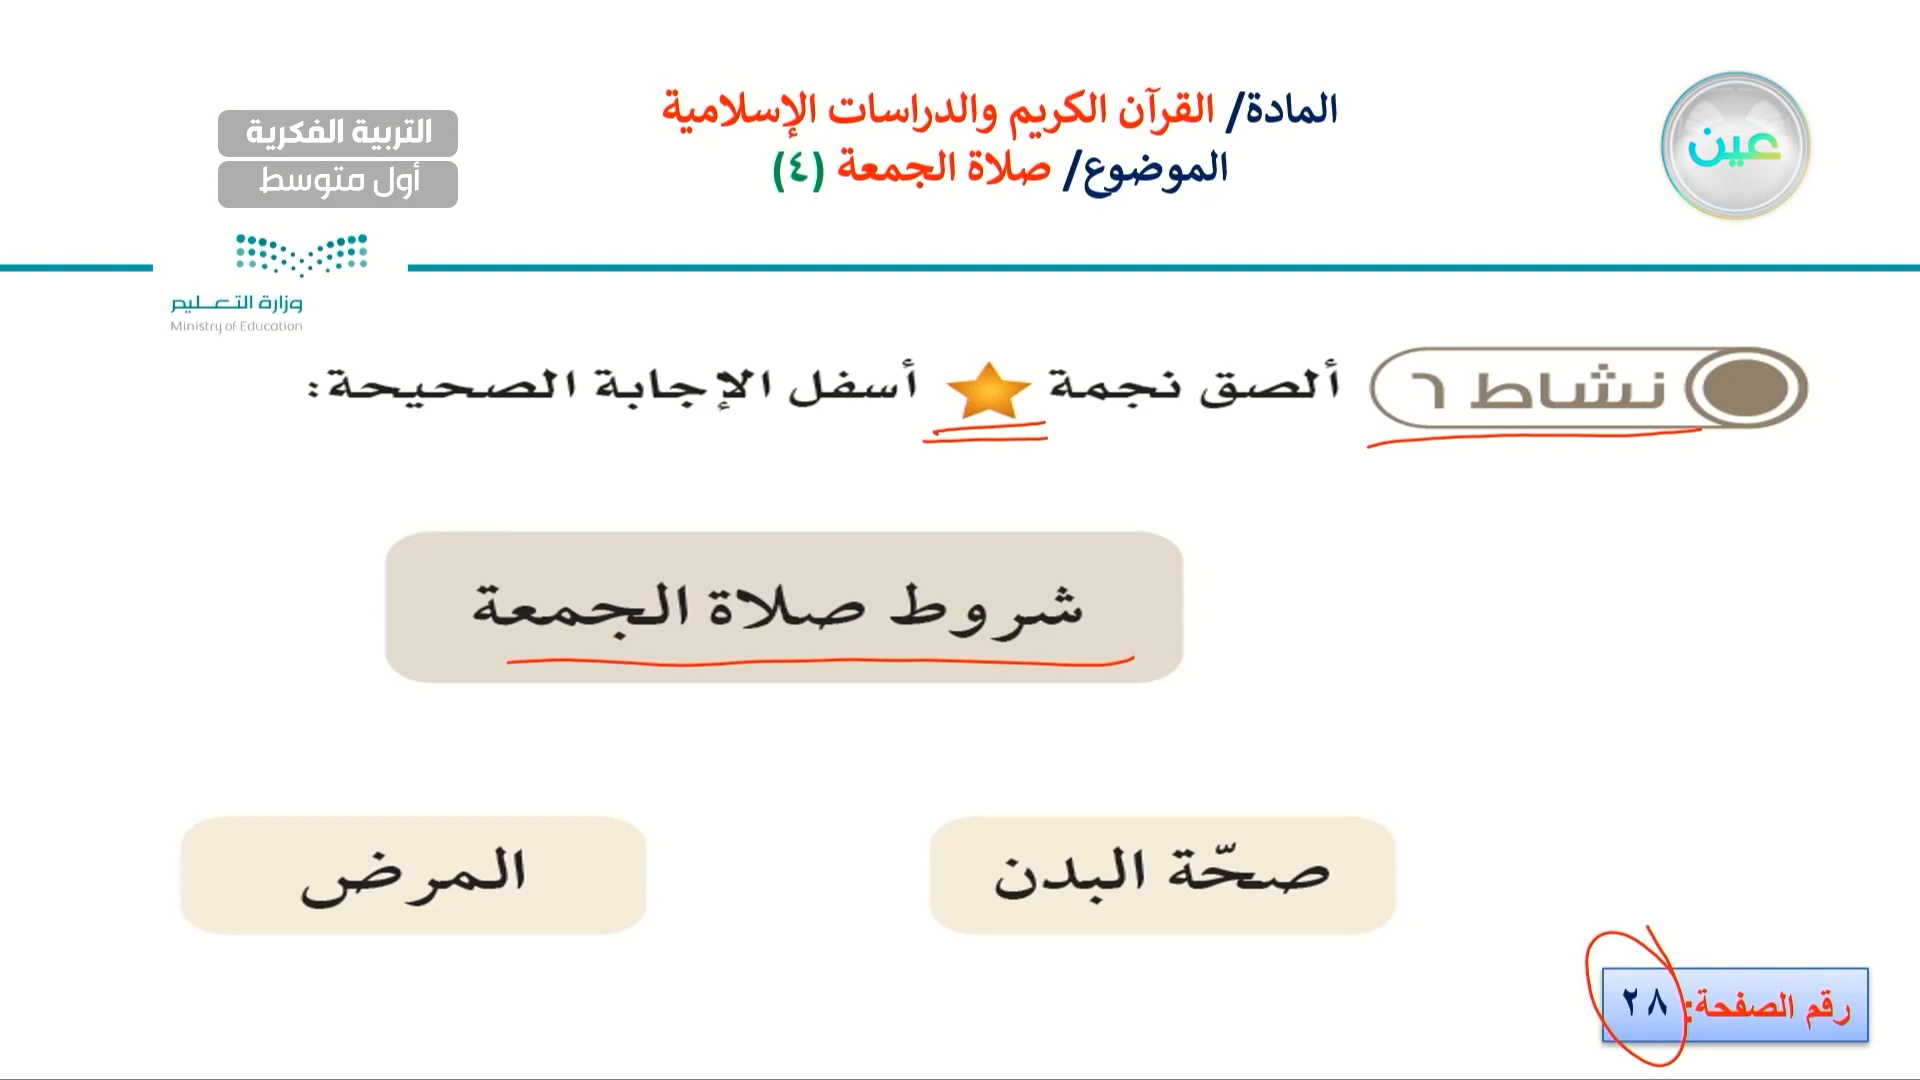 المادة/ القرآن الكريم والدراسات الإسلامية
الموضوع/ صلاة الجمعة (٤)
عين
التربية الفكرية
أول متوسط
وزارة التعليم
Ministry of Education
نشاط ٦ ألصق نجمة أسفل الإجابة الصحيحة:
شروط صلاة الجمعة
صحّة البدن
المرض
رقم الصفحة: ٢٨